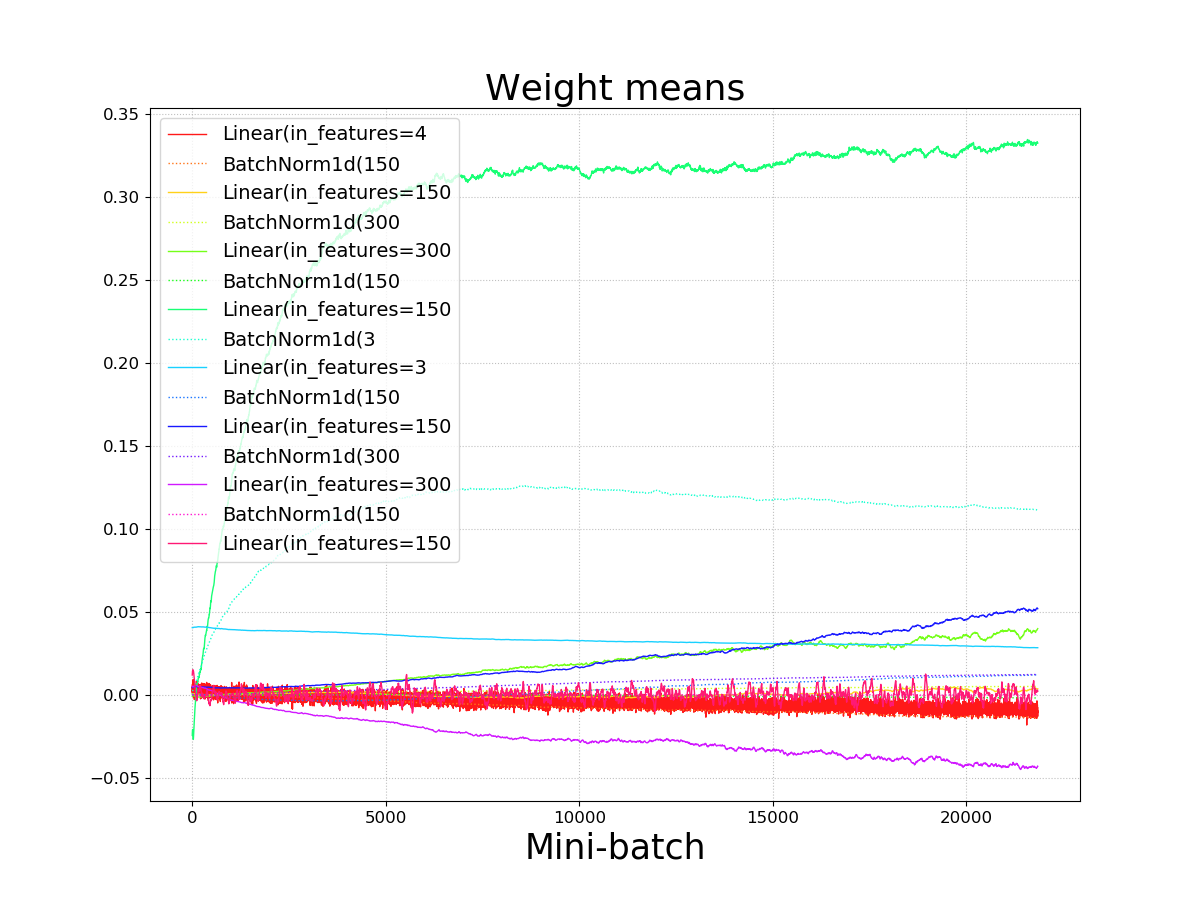 Weight means
0.35
0.30
0.25
0.20
0.15
0.10
0.05
0.00
−0.05
Linear(in_features=4
BatchNorm1d(150
Linear(in_features=150
BatchNorm1d(300
Linear(in_features=300
BatchNorm1d(150
Linear(in_features=150
BatchNorm1d(3
Linear(in_features=3
BatchNorm1d(150
Linear(in_features=150
BatchNorm1d(300
Linear(in_features=300
BatchNorm1d(150
Linear(in_features=150
0 5000 10000 15000 20000
Mini-batch